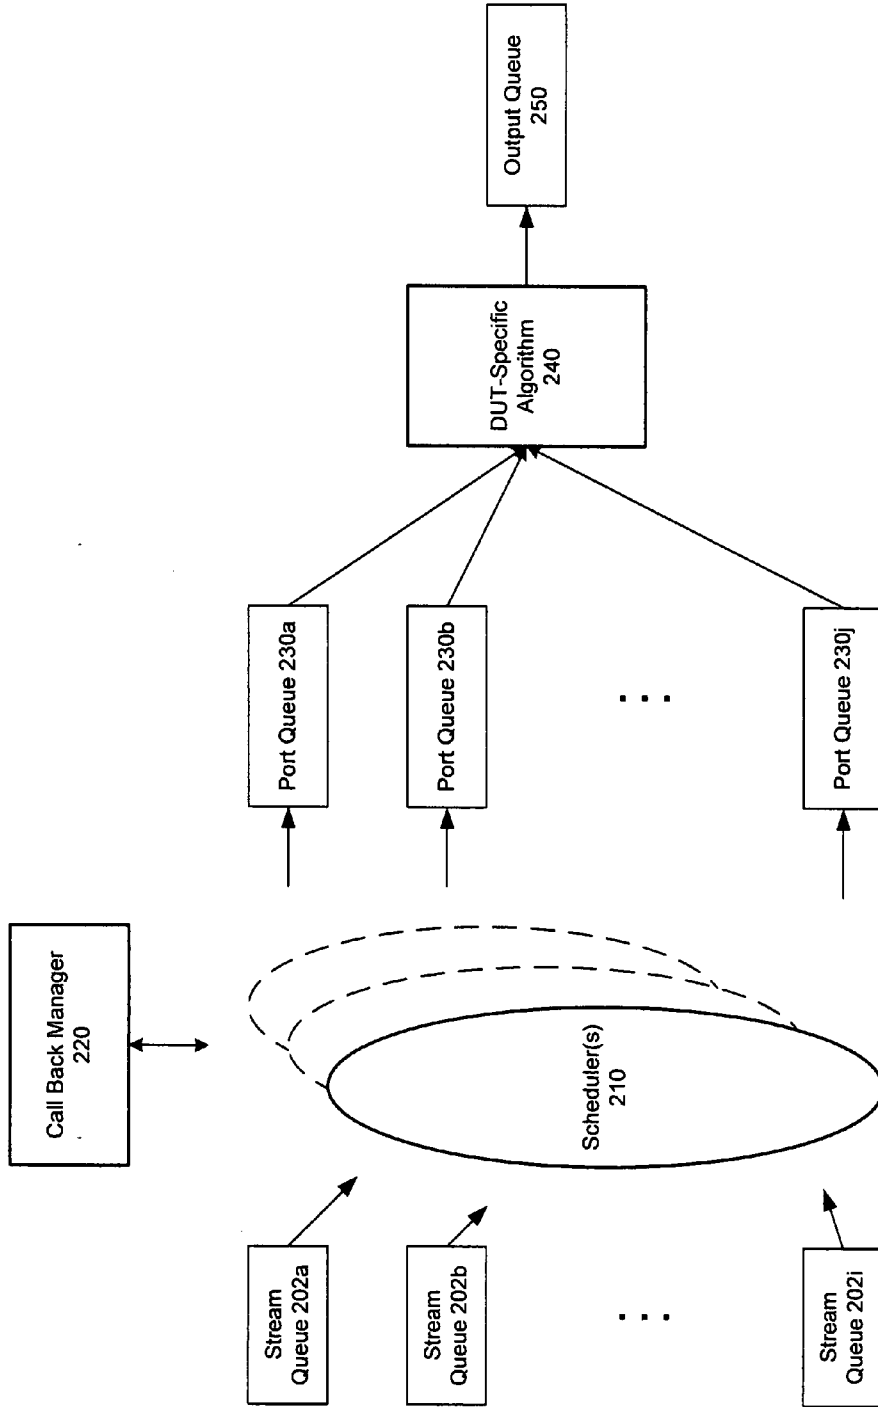 Call Back Manager
220
Stream
Queue 202a
Stream
Queue 202b
. . .
Stream
Queue 202i
Scheduler(s)
210
Port Queue 230a
Port Queue 230b
. . .
Port Queue 230j
DUT-Specific
Algorithm
240
Output Queue
250